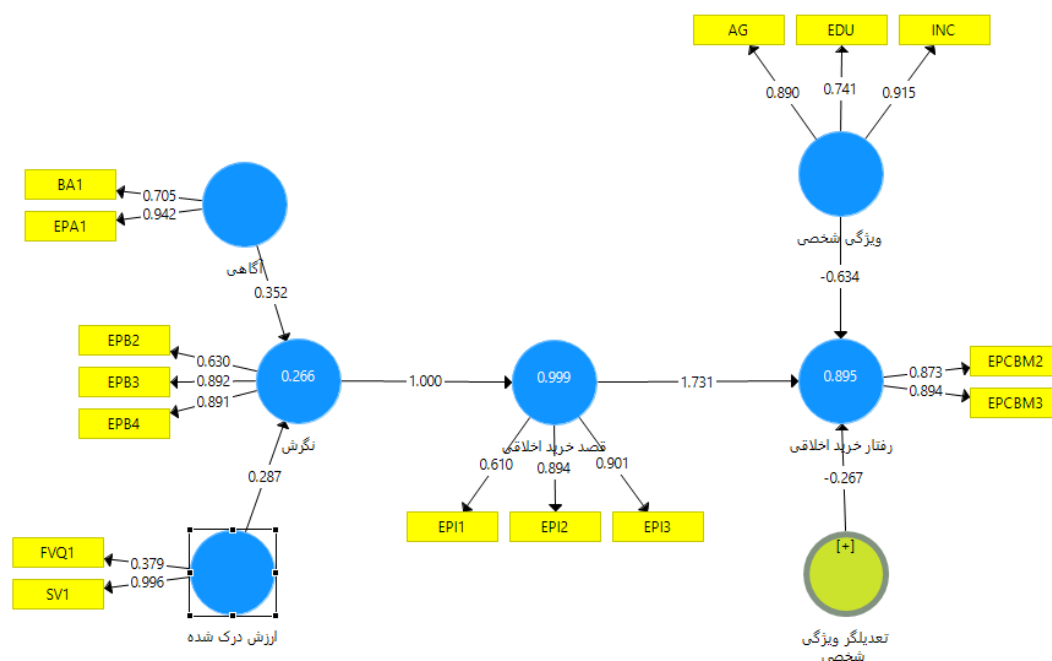 AG
EDU
INC
0.890
0.741
0.915
BA1
0.705
EPA1
0.942
آگاهی
ویژگی شخصی
0.352
-0.634
EPB2
0.630
EPB3
0.892
EPB4
0.891
0.266
نگرش
1.000
0.999
قصد خرید اخلاقی
1.731
0.895
رفتار خرید اخلاقی
0.873
EPCBM2
0.894
EPCBM3
0.610
0.894
0.901
EPI1
EPI2
EPI3
0.287
-0.267
FVQ1
0.379
SV1
0.996
ارزش درک شده
[+]
تعدیلگر ویژگی
شخصی